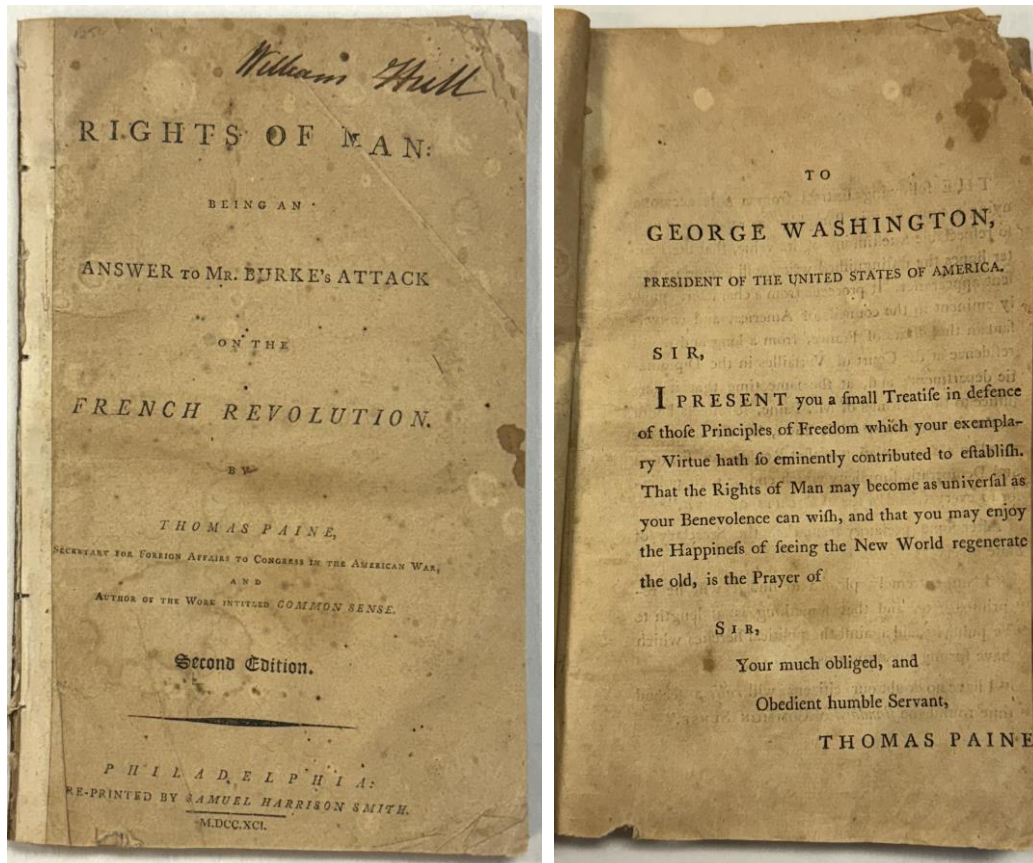 William Hull
RIGHTS OF MAN:
BEING AN
ANSWER TO MR. BURKE'S ATTACK
ON THE
FRENCH REVOLUTION.
BY
THOMAS PAINE,
SECRETARY FOR FOREIGN AFFAIRS TO CONGRESS IN THE AMERICAN WAR,
AND
AUTHOR OF THE WORK INTITLED COMMON SENSE.
Second Edition.
PHILADELPHIA:
RE-PRINTED BY SAMUEL HARRISON SMITH.
M.DCC.XCI.
TO
GEORGE WASHINGTON,
PRESIDENT OF THE UNITED STATES OF AMERICA.
SIR,
I PRESENT you a ſmall Treatiſe in defence
of thoſe Principles of Freedom which your exempla-
ry Virtue hath ſo eminently contributed to eſtabliſh.
That the Rights of Man may become as univerſal as
your Benevolence can wiſh, and that you may enjoy
the Happineſs of ſeeing the New World regenerate
the old, is the Prayer of
SIR,
Your much obliged, and
Obedient humble Servant,
THOMAS PAINE